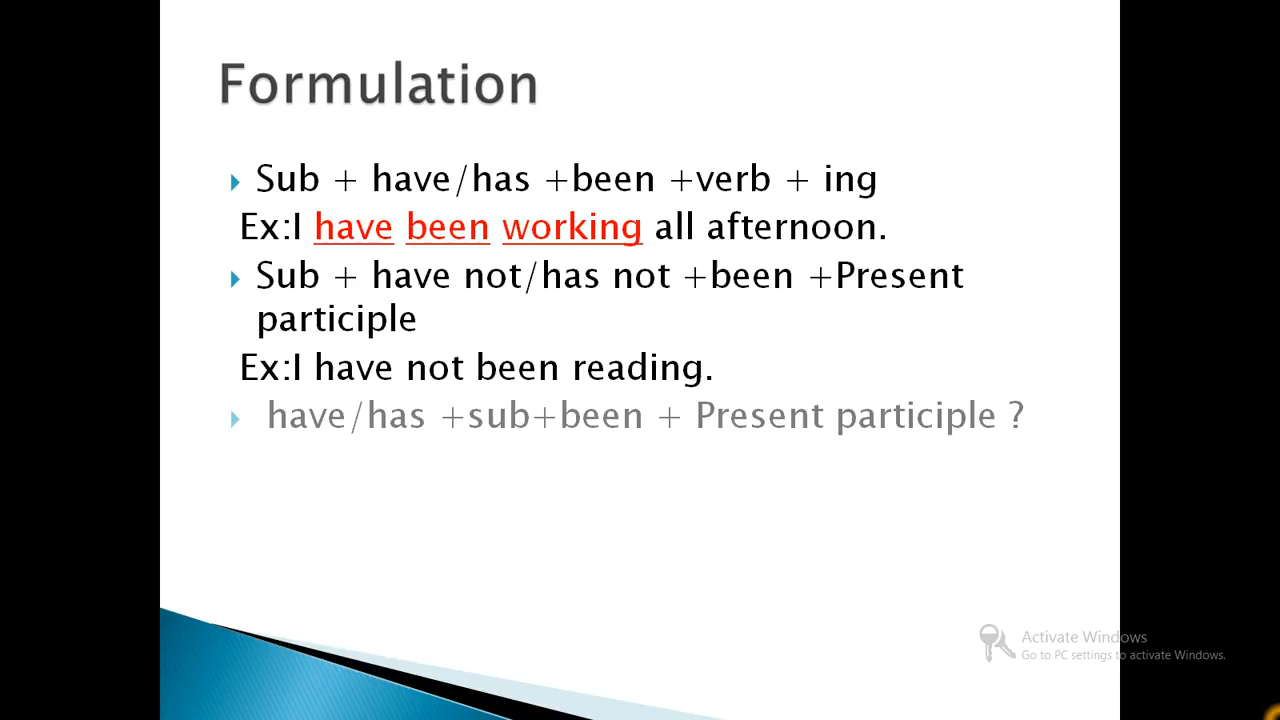 Formulation
Sub + have/has +been +verb + ing
Ex:I have been working all afternoon.
Sub + have not/has not +been +Present
participle
Ex:I have not been reading.
have/has +sub+been + Present participle ?
Activate Windows
Go to PC settings to activate Windows.